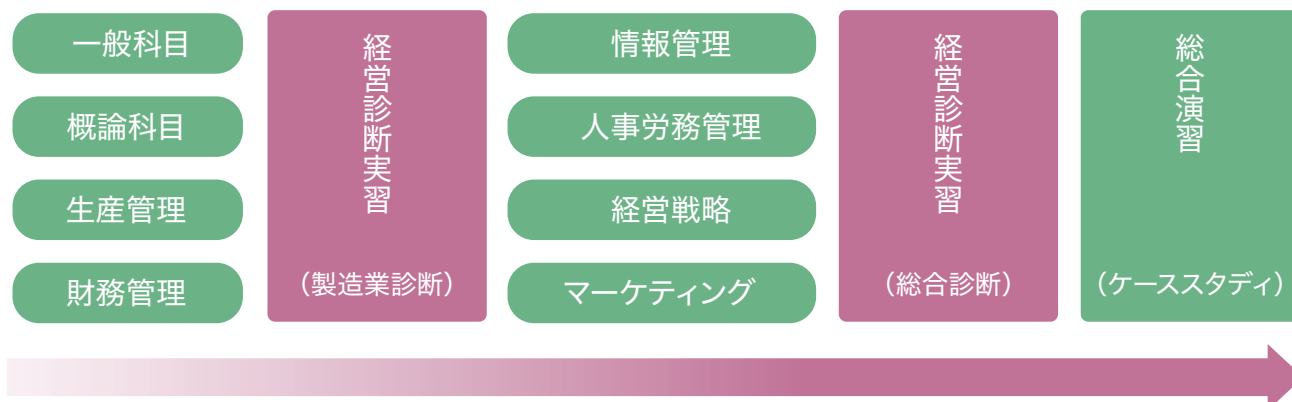 一般科目
概論科目
生産管理
財務管理
経営診断実習
（製造業診断）
情報管理
人事労務管理
経営戦略
マーケティング
経営診断実習
（総合診断）
総合演習
（ケーススタディ）